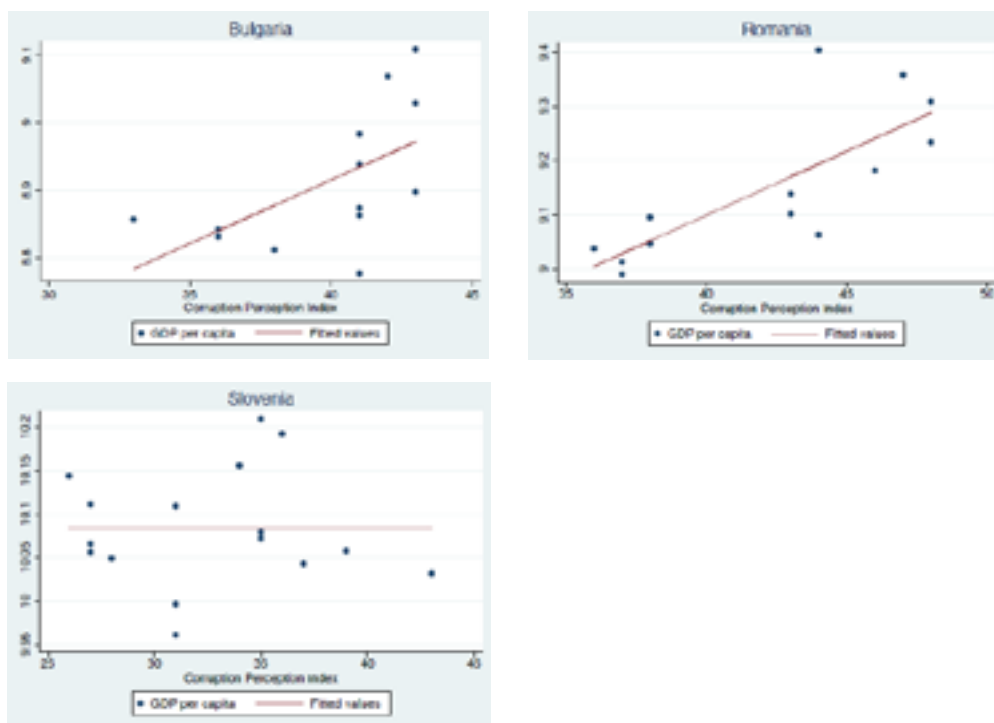 Bulgaria
9.1
9
8.9
8.8
30 35 40 45
Corruption Perception Index
GDP per capita Fitted values
Romania
9.4
9.3
9.2
9.1
9
35 40 45 50
Corruption Perception Index
GDP per capita Fitted values
Slovenia
10.2
10.15
10.1
10.05
10
9.95
25 30 35 40 45
Corruption Perception Index
GDP per capita Fitted values